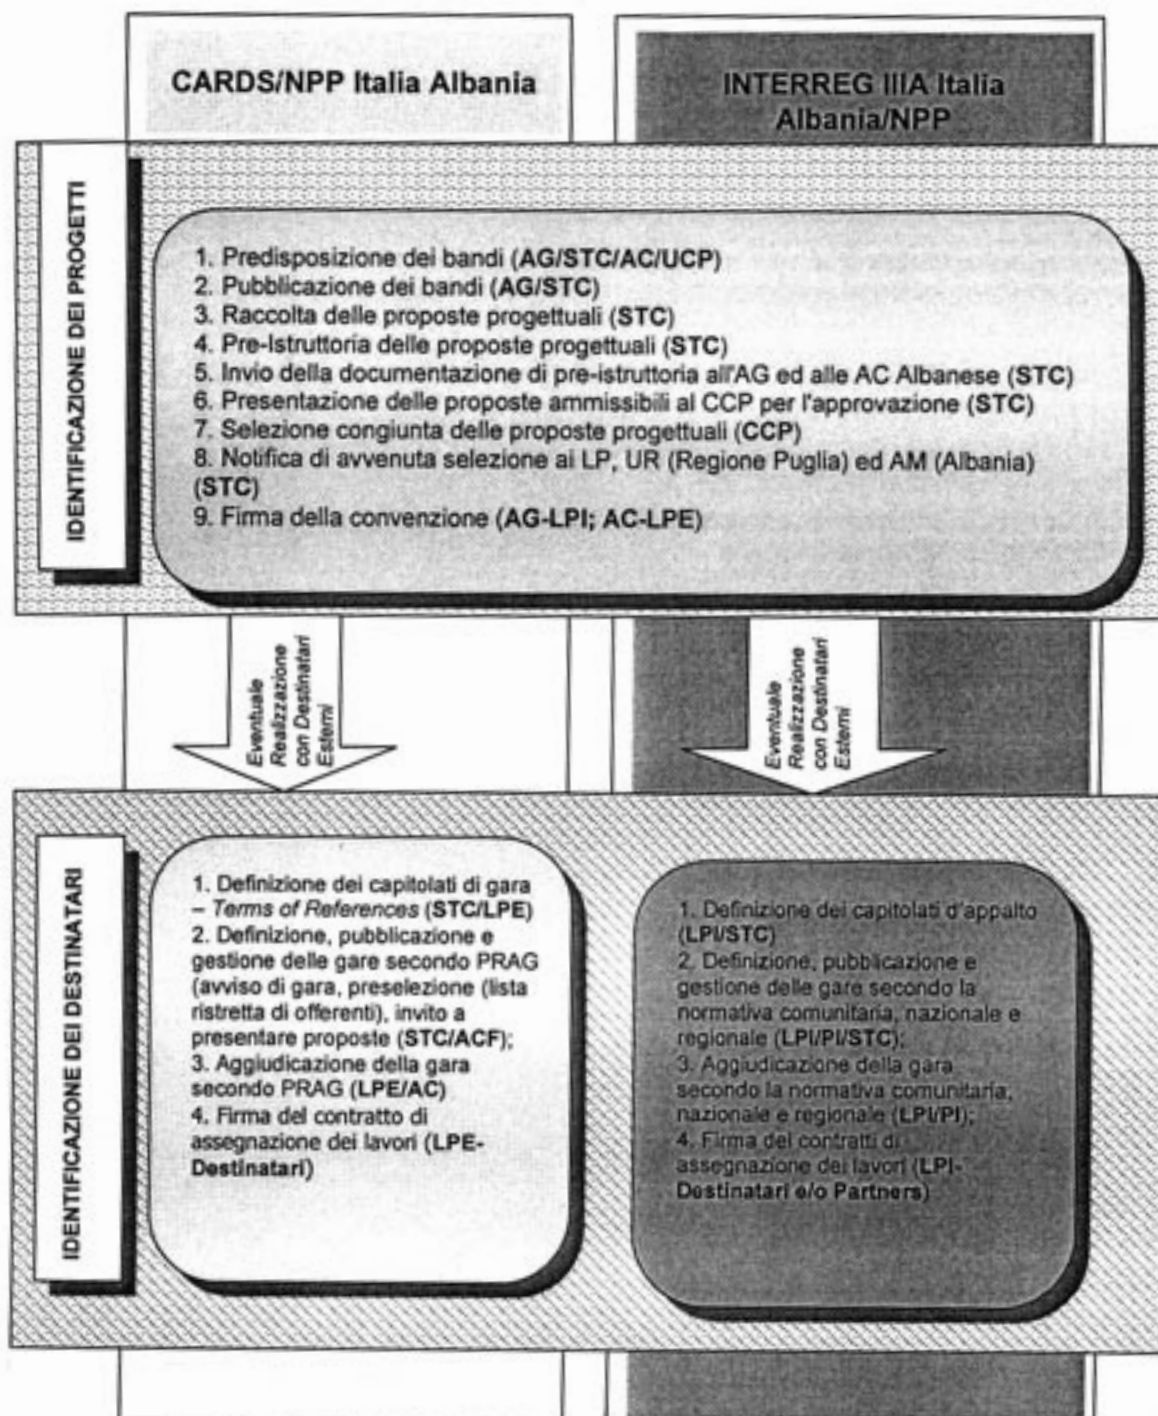 CARDS/NPP Italia Albania
INTERREG IIIA Italia
Albania/NPP
IDENTIFICAZIONE DEI PROGETTI
1. Predisposizione dei bandi (AG/STC/AC/UCP)
2. Pubblicazione dei bandi (AG/STC)
3. Raccolta delle proposte progettuali (STC)
4. Pre-Istruttoria delle proposte progettuali (STC)
5. Invio della documentazione di pre-istruttoria all'AG ed alle AC Albanese (STC)
6. Presentazione delle proposte ammissibili al CCP per l'approvazione (STC)
7. Selezione congiunta delle proposte progettuali (CCP)
8. Notifica di avvenuta selezione ai LP, UR (Regione Puglia) ed AM (Albania)
(STC)
9. Firma della convenzione (AG-LPI; AC-LPE)
Eventuale
Realizzazione
con Destinatari
Esterni
Eventuale
Realizzazione
con Destinatari
Esterni
IDENTIFICAZIONE DEI DESTINATARI
1. Definizione dei capitolati di gara
– Terms of References (STC/LPE)
2. Definizione, pubblicazione e
gestione delle gare secondo PRAG
(avviso di gara, preselezione (lista
ristretta di offerenti), invito a
presentare proposte (STC/ACF);
3. Aggiudicazione della gara
secondo PRAG (LPE/AC)
4. Firma del contratto di
assegnazione dei lavori (LPE-
Destinatari)
1. Definizione dei capitolati d'appalto
(LPI/STC)
2. Definizione, pubblicazione e
gestione delle gare secondo la
normativa comunitaria, nazionale e
regionale (LPI/PI/STC);
3. Aggiudicazione della gara
secondo la normativa comunitaria,
nazionale e regionale (LPI/PI);
4. Firma del contratti di
assegnazione dei lavori (LPI-
Destinatari e/o Partners)